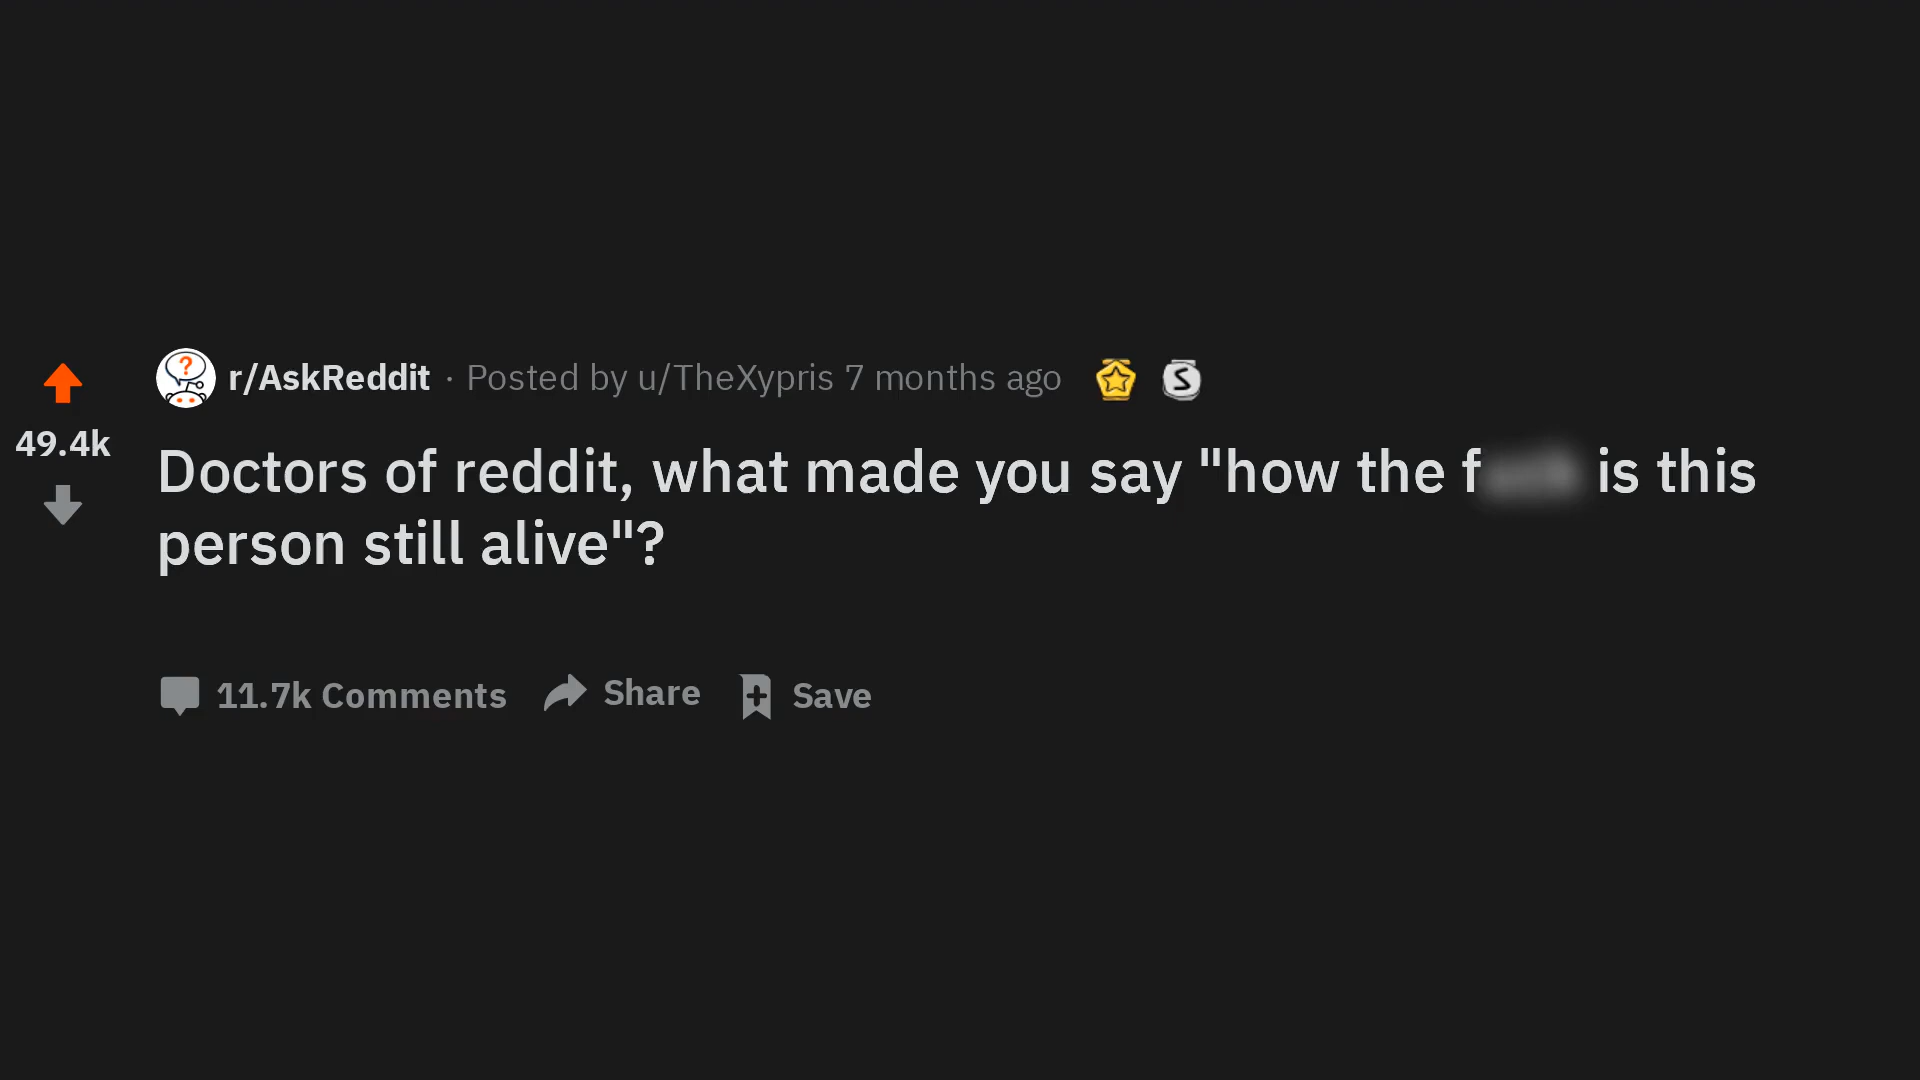 r/AskReddit · Posted by u/TheXypris 7 months ago
49.4k
Doctors of reddit, what made you say "how the f is this
person still alive"?
11.7k Comments Share Save